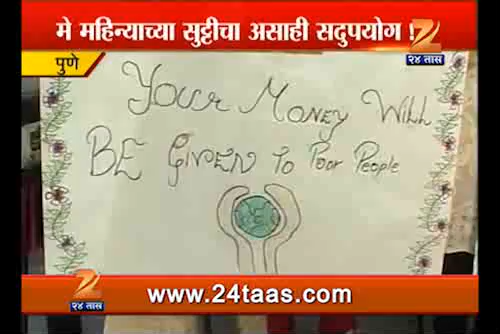 मे महिन्याच्या सुट्टीचा असाही सदुपयोग !
२४ तास
पुणे
Your Money Will
BE Given To Poor People
२४ तास
www.24taas.com